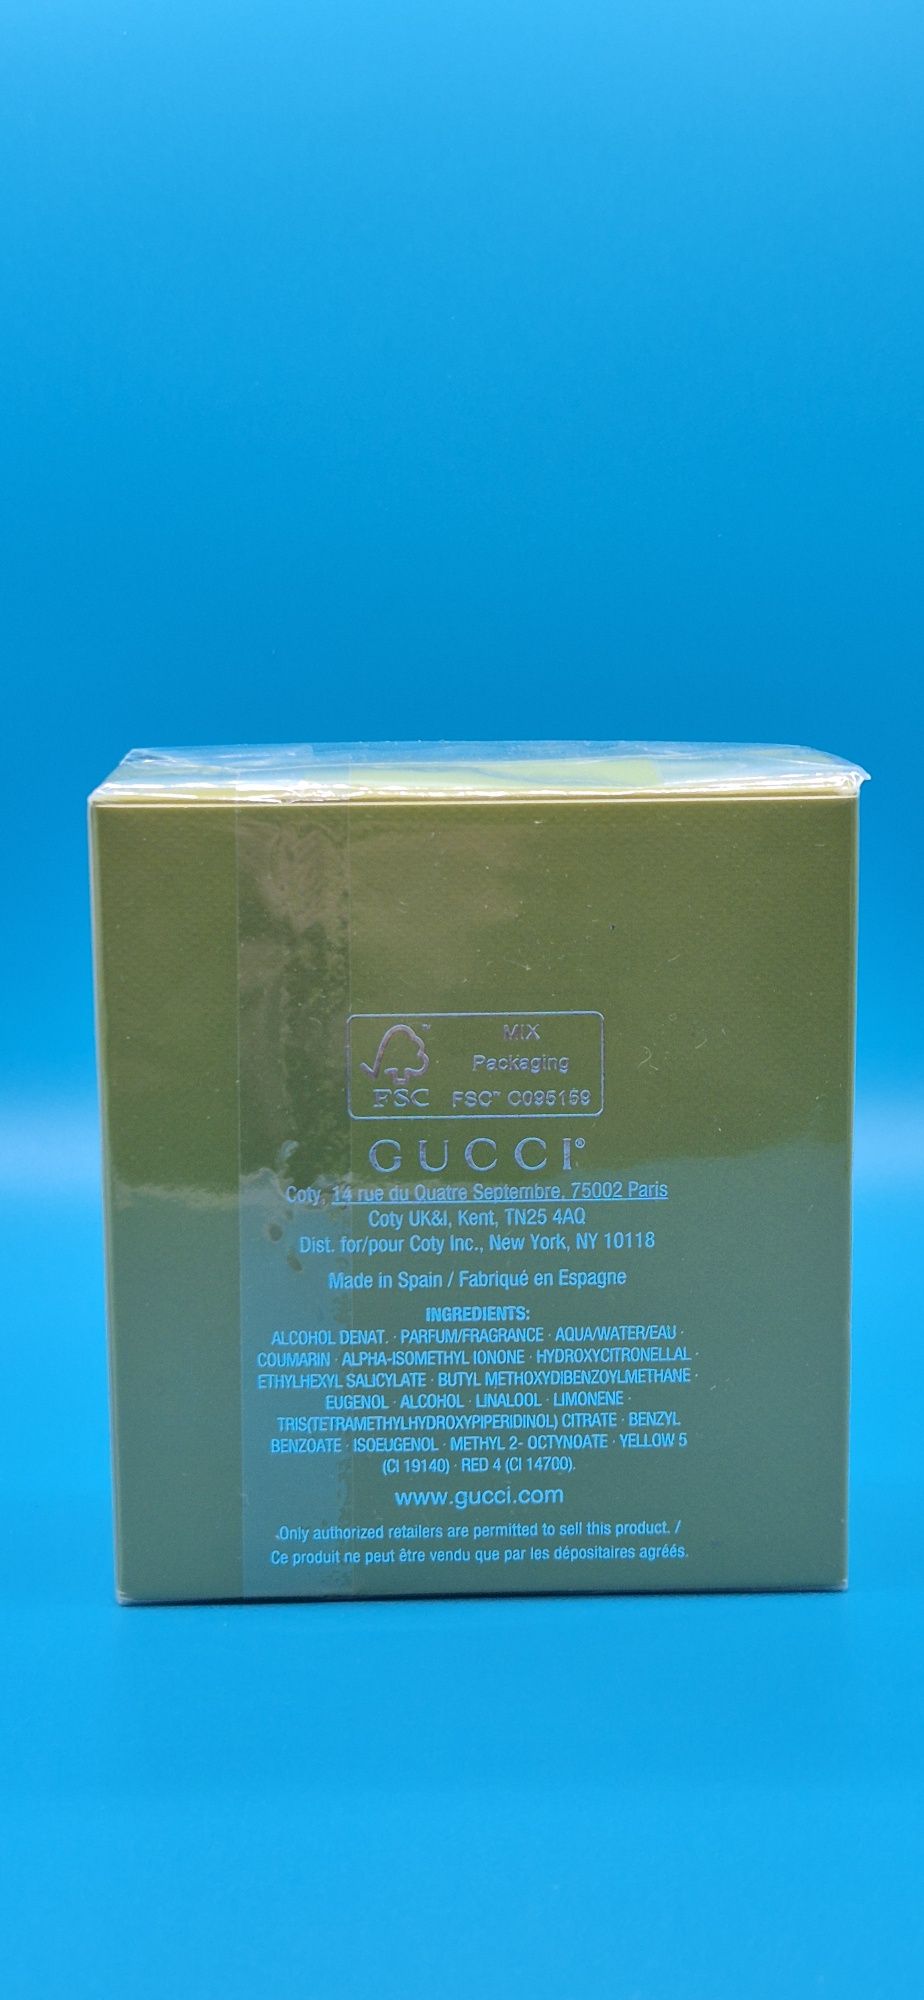 MIX
Packaging
FSC™ C095159
FSC
GUCCI®
Coty, 14 rue du Quatre Septembre, 75002 Paris
Coty UK&I, Kent, TN25 4AQ
Dist. for/pour Coty Inc., New York, NY 10118
Made in Spain / Fabriqué en Espagne
INGREDIENTS:
ALCOHOL DENAT. · PARFUM/FRAGRANCE · AQUA/WATER/EAU ·
COUMARIN · ALPHA-ISOMETHYL IONONE · HYDROXYCITRONELLAL ·
ETHYLHEXYL SALICYLATE · BUTYL METHOXYDIBENZOYLMETHANE ·
EUGENOL · ALCOHOL · LINALOOL · LIMONENE ·
TRIS(TETRAMETHYLHYDROXYPIPERIDINOL) CITRATE · BENZYL
BENZOATE · ISOEUGENOL · METHYL 2- OCTYNOATE · YELLOW 5
(CI 19140) · RED 4 (CI 14700).
www.gucci.com
Only authorized retailers are permitted to sell this product. /
Ce produit ne peut être vendu que par les dépositaires agréés.